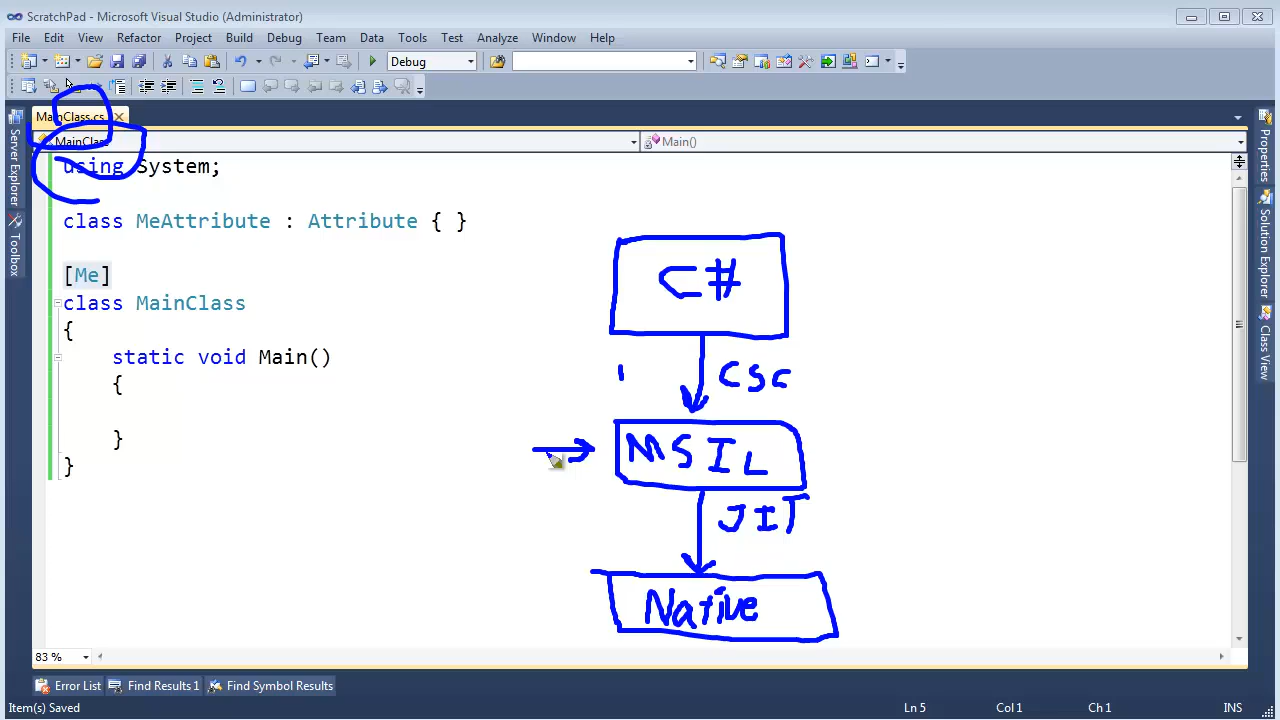 ScratchPad - Microsoft Visual Studio (Administrator)
File Edit View Refactor Project Build Debug Team Data Tools Test Analyze Window Help
Debug
MainClass.cs
MainClass
Main()
using System;
class MeAttribute : Attribute { }
[Me]
class MainClass
{
static void Main()
{
}
}
C#
CSC
MSIL
JIT
Native
Server Explorer
Toolbox
Properties
Solution Explorer
Class View
83 %
Error List Find Results 1 Find Symbol Results
Item(s) Saved Ln 5 Col 1 Ch 1 INS